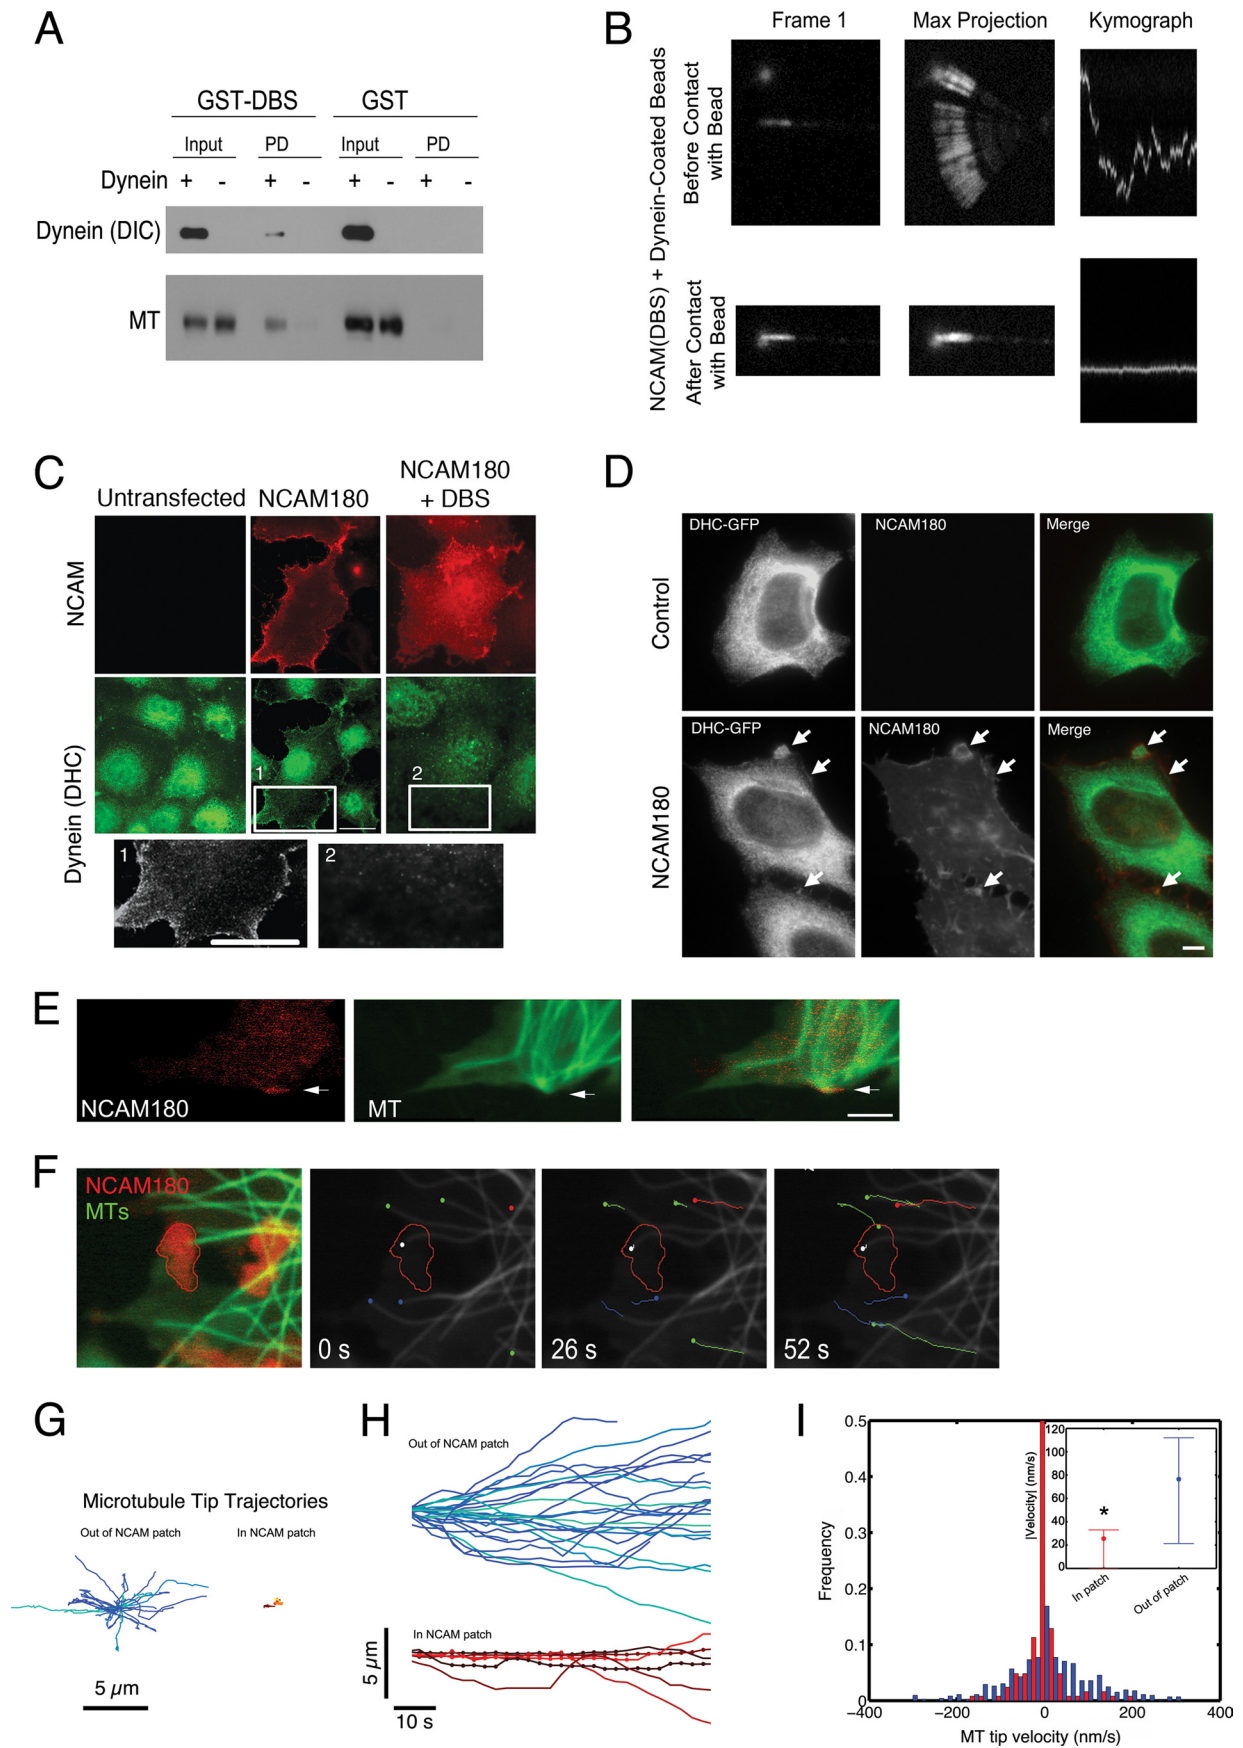 A
GST-DBS GST
Input PD Input PD
Dynein + - + - + - + -
Dynein (DIC)
MT
B
Frame 1 Max Projection Kymograph
NCAM(DBS) + Dynein-Coated Beads
Before Contact
with Bead
After Contact
with Bead
C
Untransfected NCAM180 NCAM180
+ DBS
NCAM
Dynein (DHC)
1
2
1
2
D
DHC-GFP NCAM180 Merge
Control
DHC-GFP NCAM180 Merge
NCAM180
E
NCAM180 MT
F
NCAM180
MTs
0 s 26 s 52 s
G
Microtubule Tip Trajectories
Out of NCAM patch In NCAM patch
5 µm
H
Out of NCAM patch
In NCAM patch
5 µm
10 s
I
Frequency
0.5
0.4
0.3
0.2
0.1
0
−400 −200 0 200 400
MT tip velocity (nm/s)
|Velocity| (nm/s)
120
100
80
60
40
20
0
*
In patch Out of patch